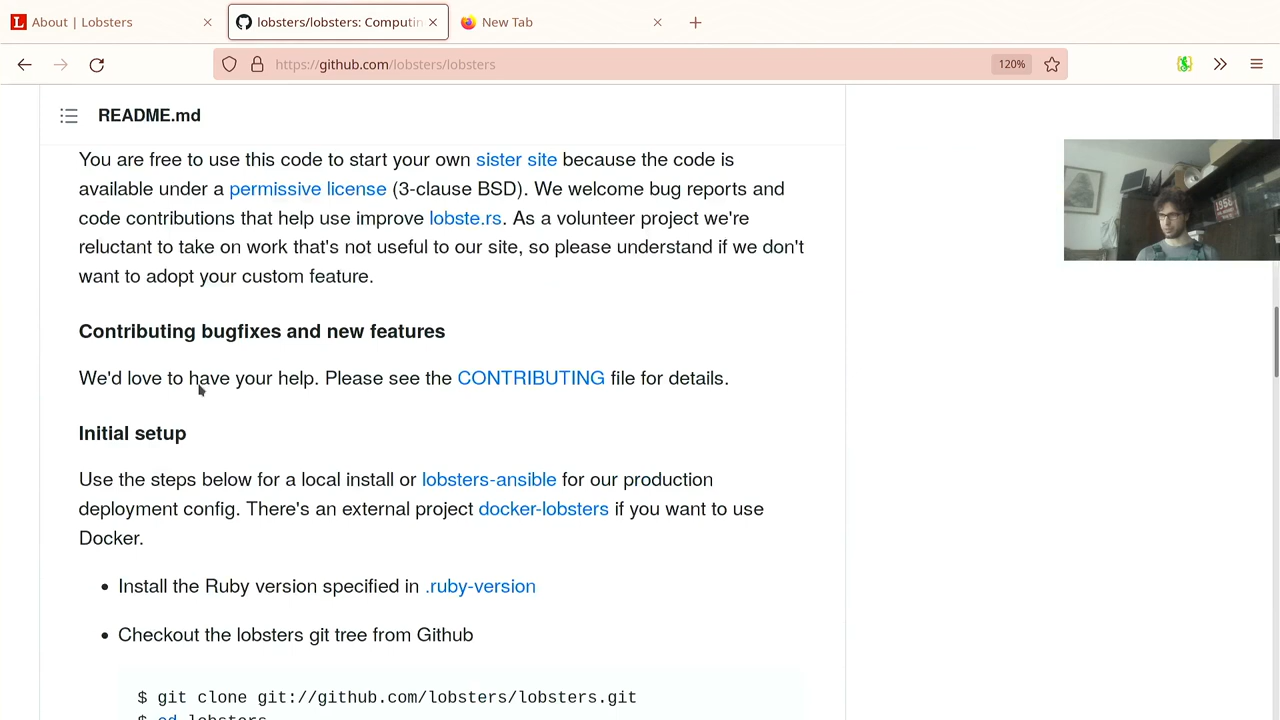 About | Lobsters
lobsters/lobsters: Computin
New Tab
https://github.com/lobsters/lobsters
120%
README.md
You are free to use this code to start your own sister site because the code is
available under a permissive license (3-clause BSD). We welcome bug reports and
code contributions that help use improve lobste.rs. As a volunteer project we're
reluctant to take on work that's not useful to our site, so please understand if we don't
want to adopt your custom feature.
Contributing bugfixes and new features
We'd love to have your help. Please see the CONTRIBUTING file for details.
Initial setup
Use the steps below for a local install or lobsters-ansible for our production
deployment config. There's an external project docker-lobsters if you want to use
Docker.
• Install the Ruby version specified in .ruby-version
• Checkout the lobsters git tree from Github
$ git clone git://github.com/lobsters/lobsters.git
$ cd lobsters
1956